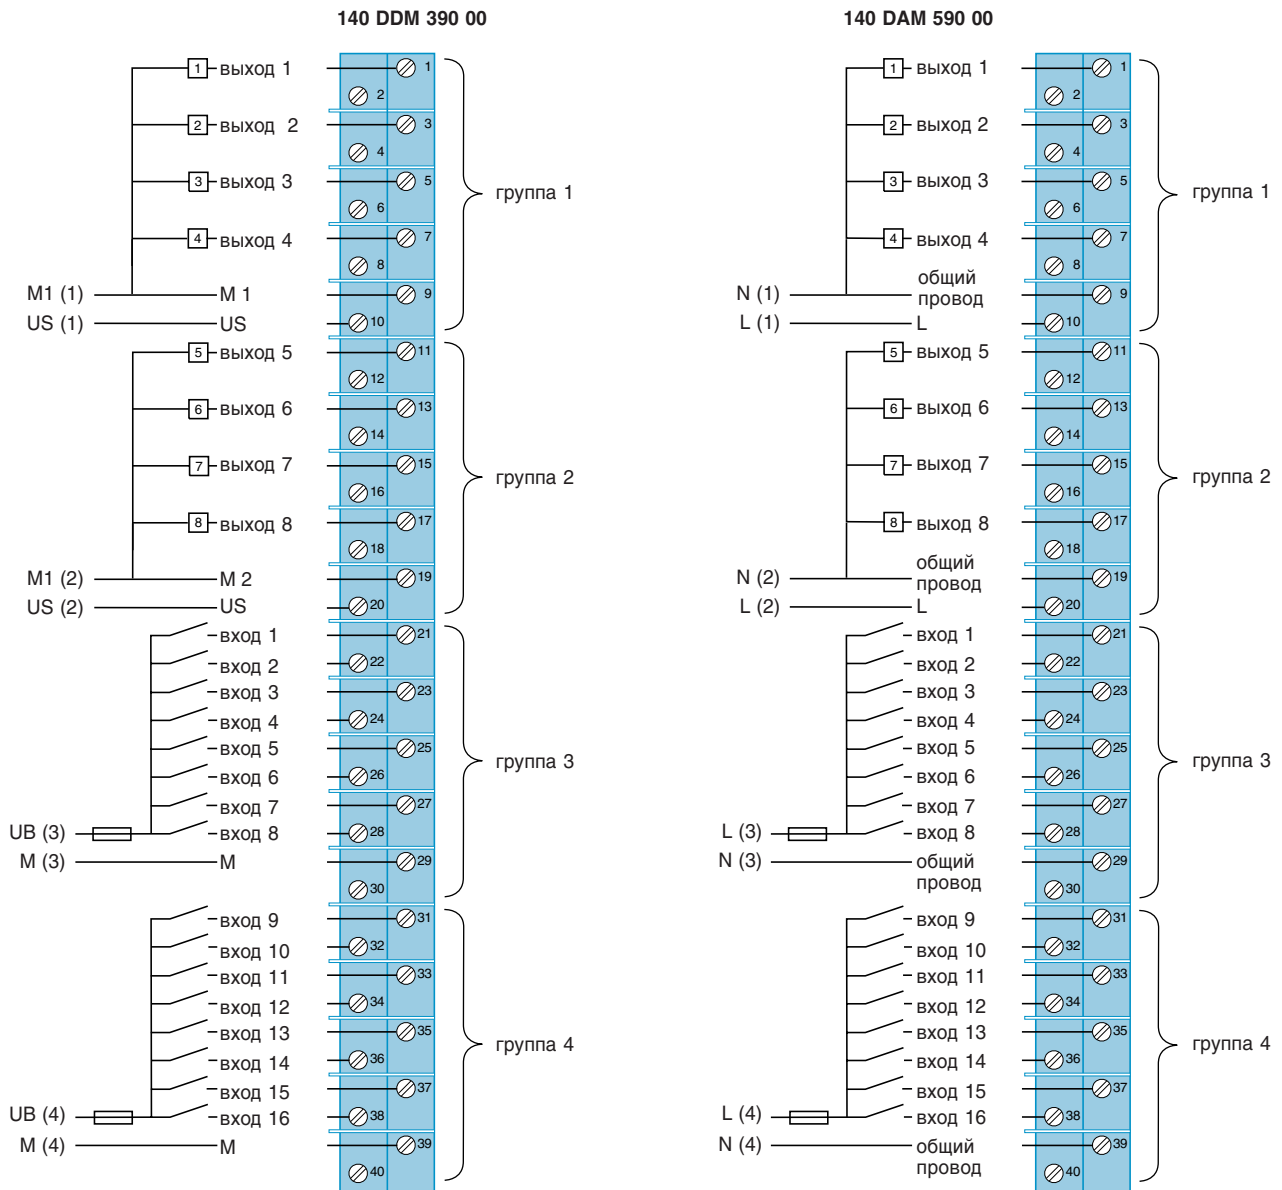 140 DDM 390 00
1 выход 1 1
2
2 выход 2 3
4
3 выход 3 5
6
группа 1
4 выход 4 7
8
M1 (1) M 1 9
US (1) US 10
5 выход 5 11
12
6 выход 6 13
14
7 выход 7 15
16
группа 2
8 выход 8 17
18
M1 (2) M 2 19
US (2) US 20
вход 1 21
вход 2 22
вход 3 23
вход 4 24
вход 5 25
группа 3
вход 6 26
вход 7 27
UB (3) вход 8 28
M (3) M 29
30
вход 9 31
вход 10 32
вход 11 33
вход 12 34
вход 13 35
группа 4
вход 14 36
вход 15 37
UB (4) вход 16 38
M (4) M 39
40
140 DAM 590 00
1 выход 1 1
2
2 выход 2 3
4
3 выход 3 5
6
группа 1
4 выход 4 7
8
общий
N (1) провод 9
L (1) L 10
5 выход 5 11
12
6 выход 6 13
14
7 выход 7 15
16
группа 2
8 выход 8 17
18
общий
N (2) провод 19
L (2) L 20
вход 1 21
вход 2 22
вход 3 23
вход 4 24
вход 5 25
группа 3
вход 6 26
вход 7 27
L (3) вход 8 28
N (3) общий 29
провод 30
вход 9 31
вход 10 32
вход 11 33
вход 12 34
вход 13 35
группа 4
вход 14 36
вход 15 37
L (4) вход 16 38
N (4) общий 39
провод 40